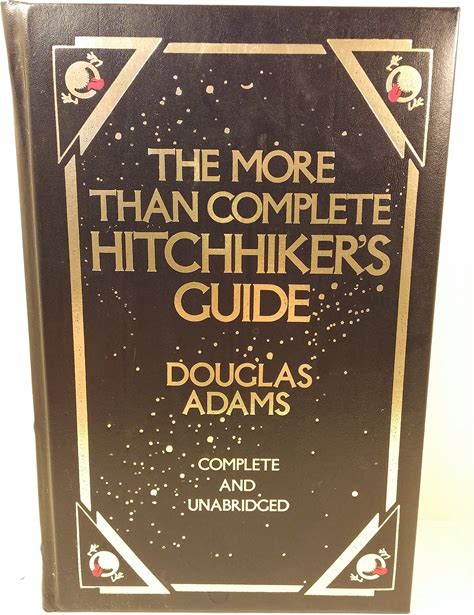 THE MORE
THAN COMPLETE
HITCHHIKER'S
GUIDE
DOUGLAS
ADAMS
COMPLETE
AND
UNABRIDGED